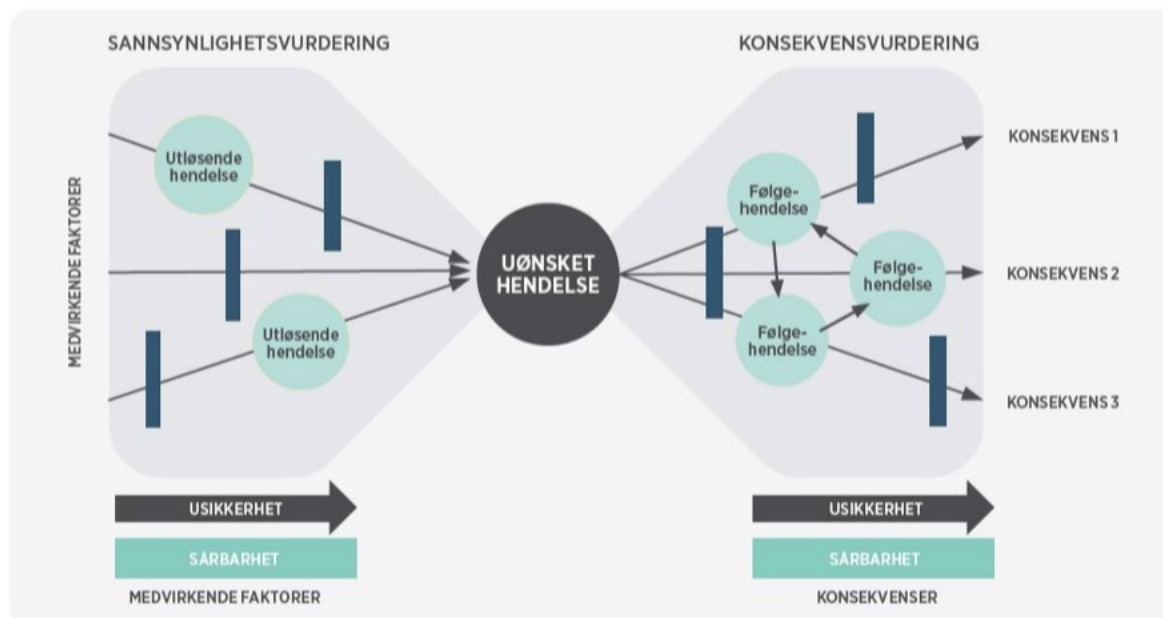 SANNSYNLIGHETSVURDERING
KONSEKVENSVURDERING
MEDVIRKENDE FAKTORER
Utløsende
hendelse
Utløsende
hendelse
UØNSKET
HENDELSE
Følge-
hendelse
Følge-
hendelse
Følge-
hendelse
KONSEKVENS 1
KONSEKVENS 2
KONSEKVENS 3
USIKKERHET
SÅRBARHET
MEDVIRKENDE FAKTORER
USIKKERHET
SÅRBARHET
KONSEKVENSER